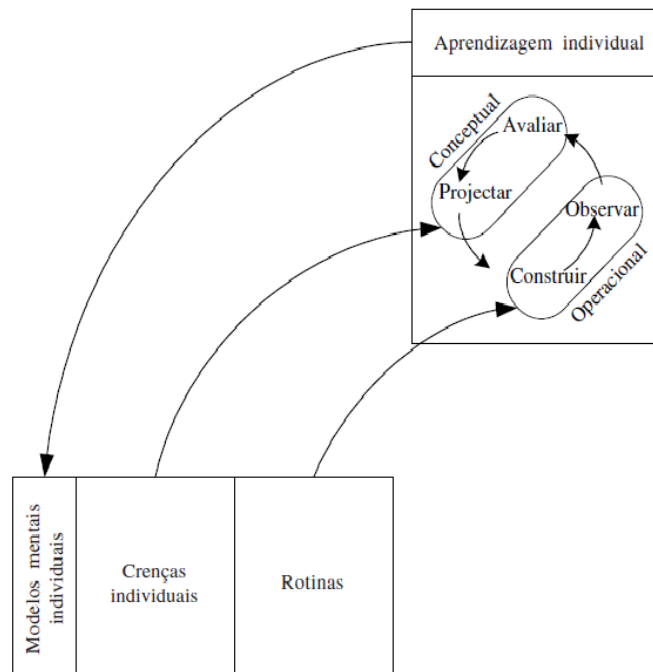 Aprendizagem individual
Conceptual
Avaliar
Projectar
Observar
Construir
Operacional
Modelos mentais
individuais
Crenças
individuais
Rotinas